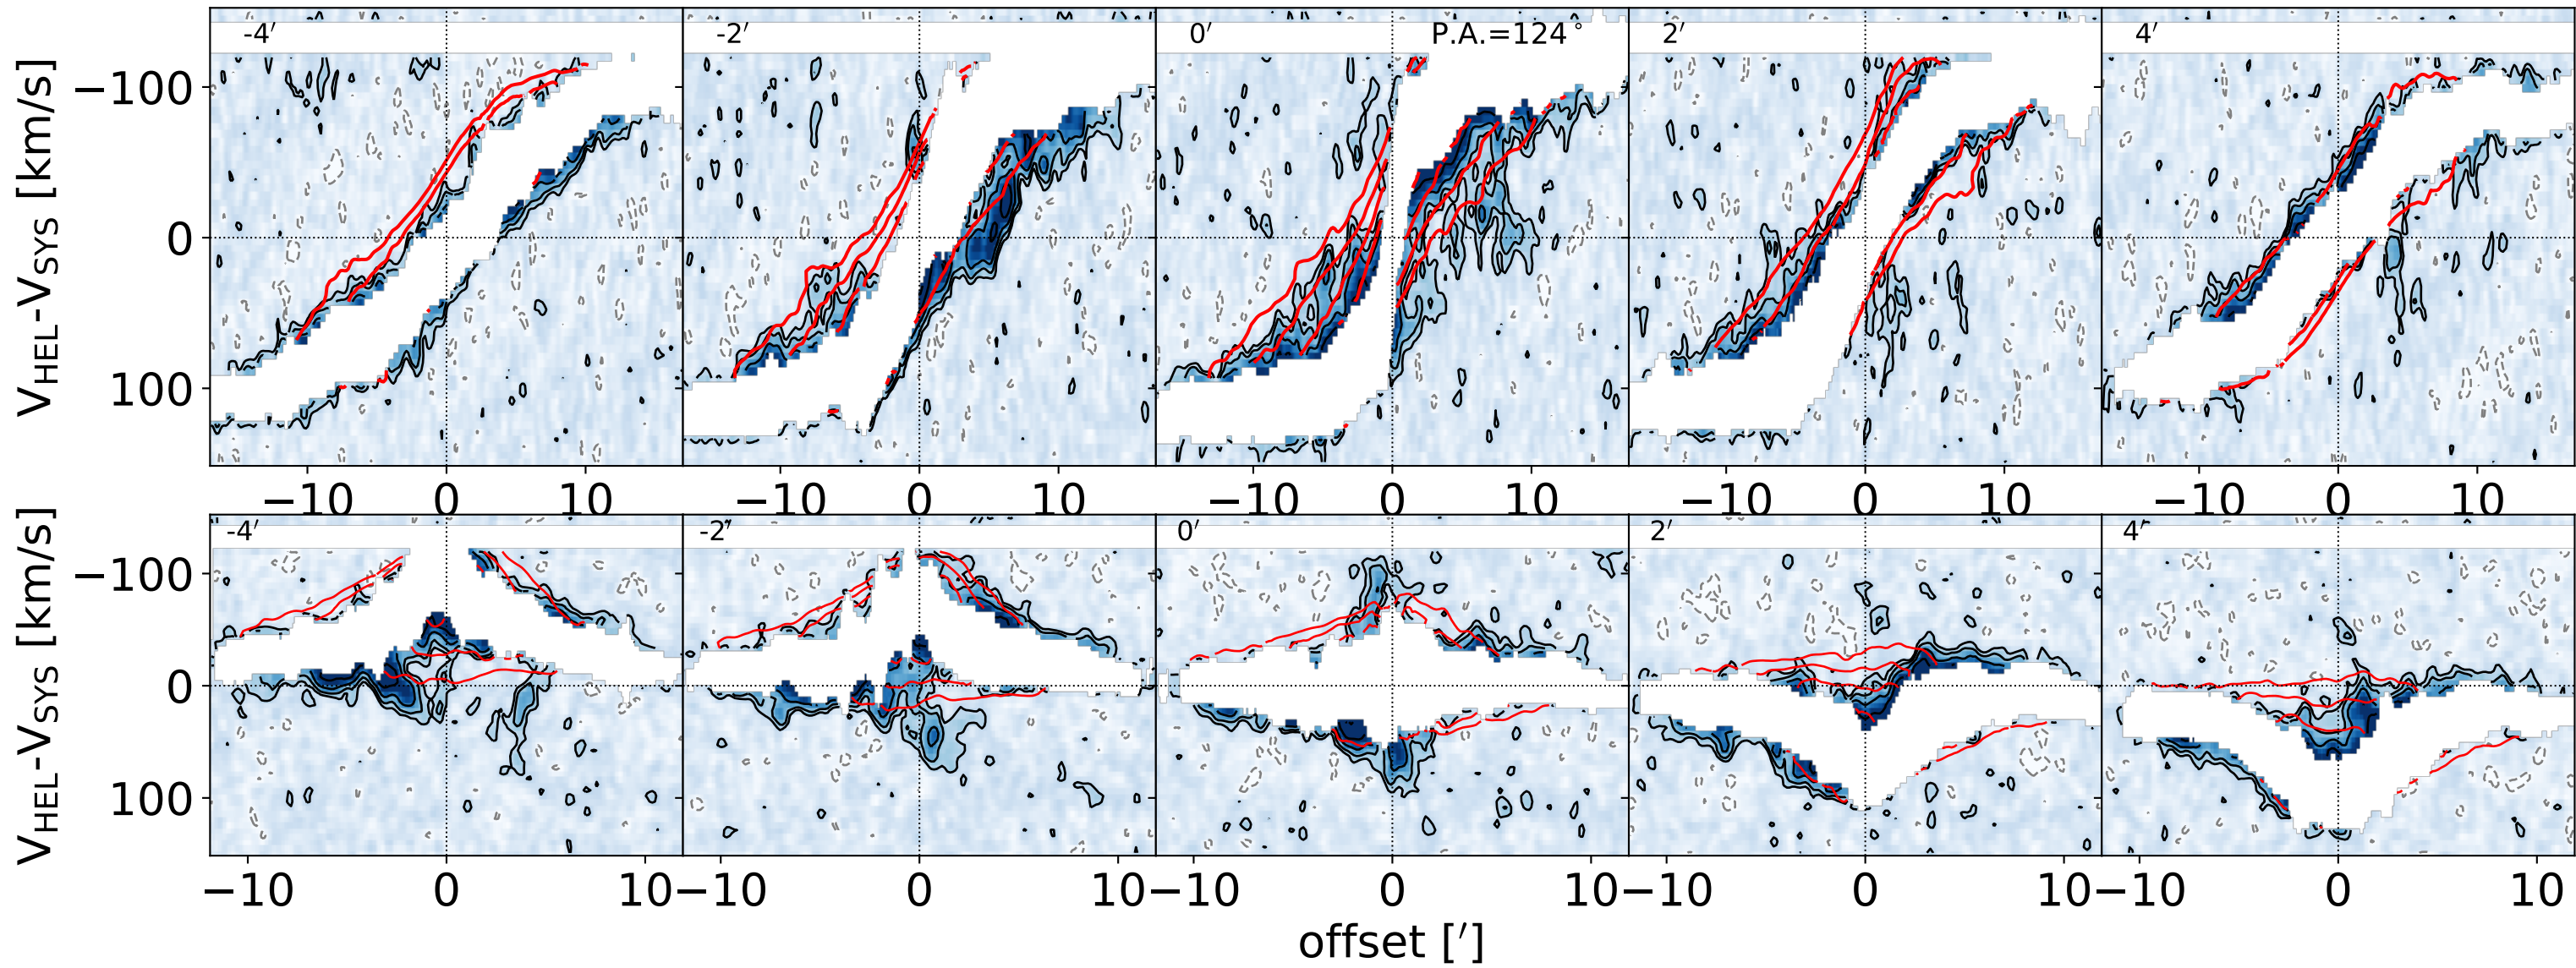 -4′ -2′ 0′ P.A.=124° 2′ 4′
V_HEL-V_SYS [km/s]
−100
0
100
−10 0 10 −10 0 10 −10 0 10 −10 0 10 −10 0 10
-4′ -2′ 0′ 2′ 4′
V_HEL-V_SYS [km/s]
−100
0
100
−10 0 10 −10 0 10 −10 0 10 −10 0 10 −10 0 10
offset [′]